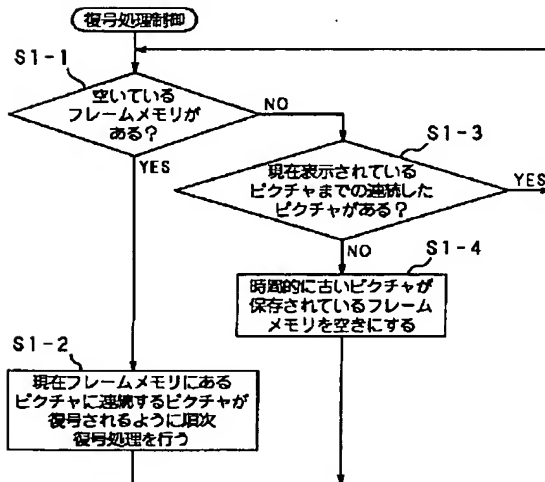 復号処理制御
S1-1
空いている
フレームメモリが
ある?
NO
YES
S1-3
現在表示されている
ピクチャまでの連続した
ピクチャがある?
YES
NO
S1-4
時間的に古いピクチャが
保存されているフレーム
メモリを空きにする
S1-2
現在フレームメモリにある
ピクチャに連続するピクチャが
復号されるように順次
復号処理を行う